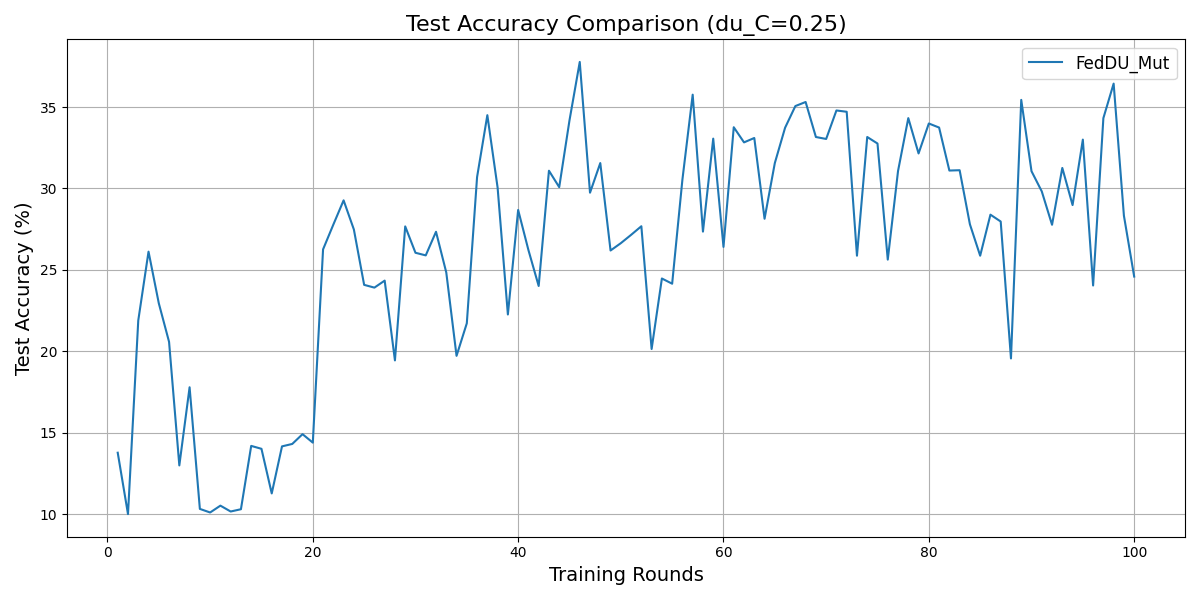 Test Accuracy Comparison (du_C=0.25)
FedDU_Mut
Test Accuracy (%)
35
30
25
20
15
10
0 20 40 60 80 100
Training Rounds